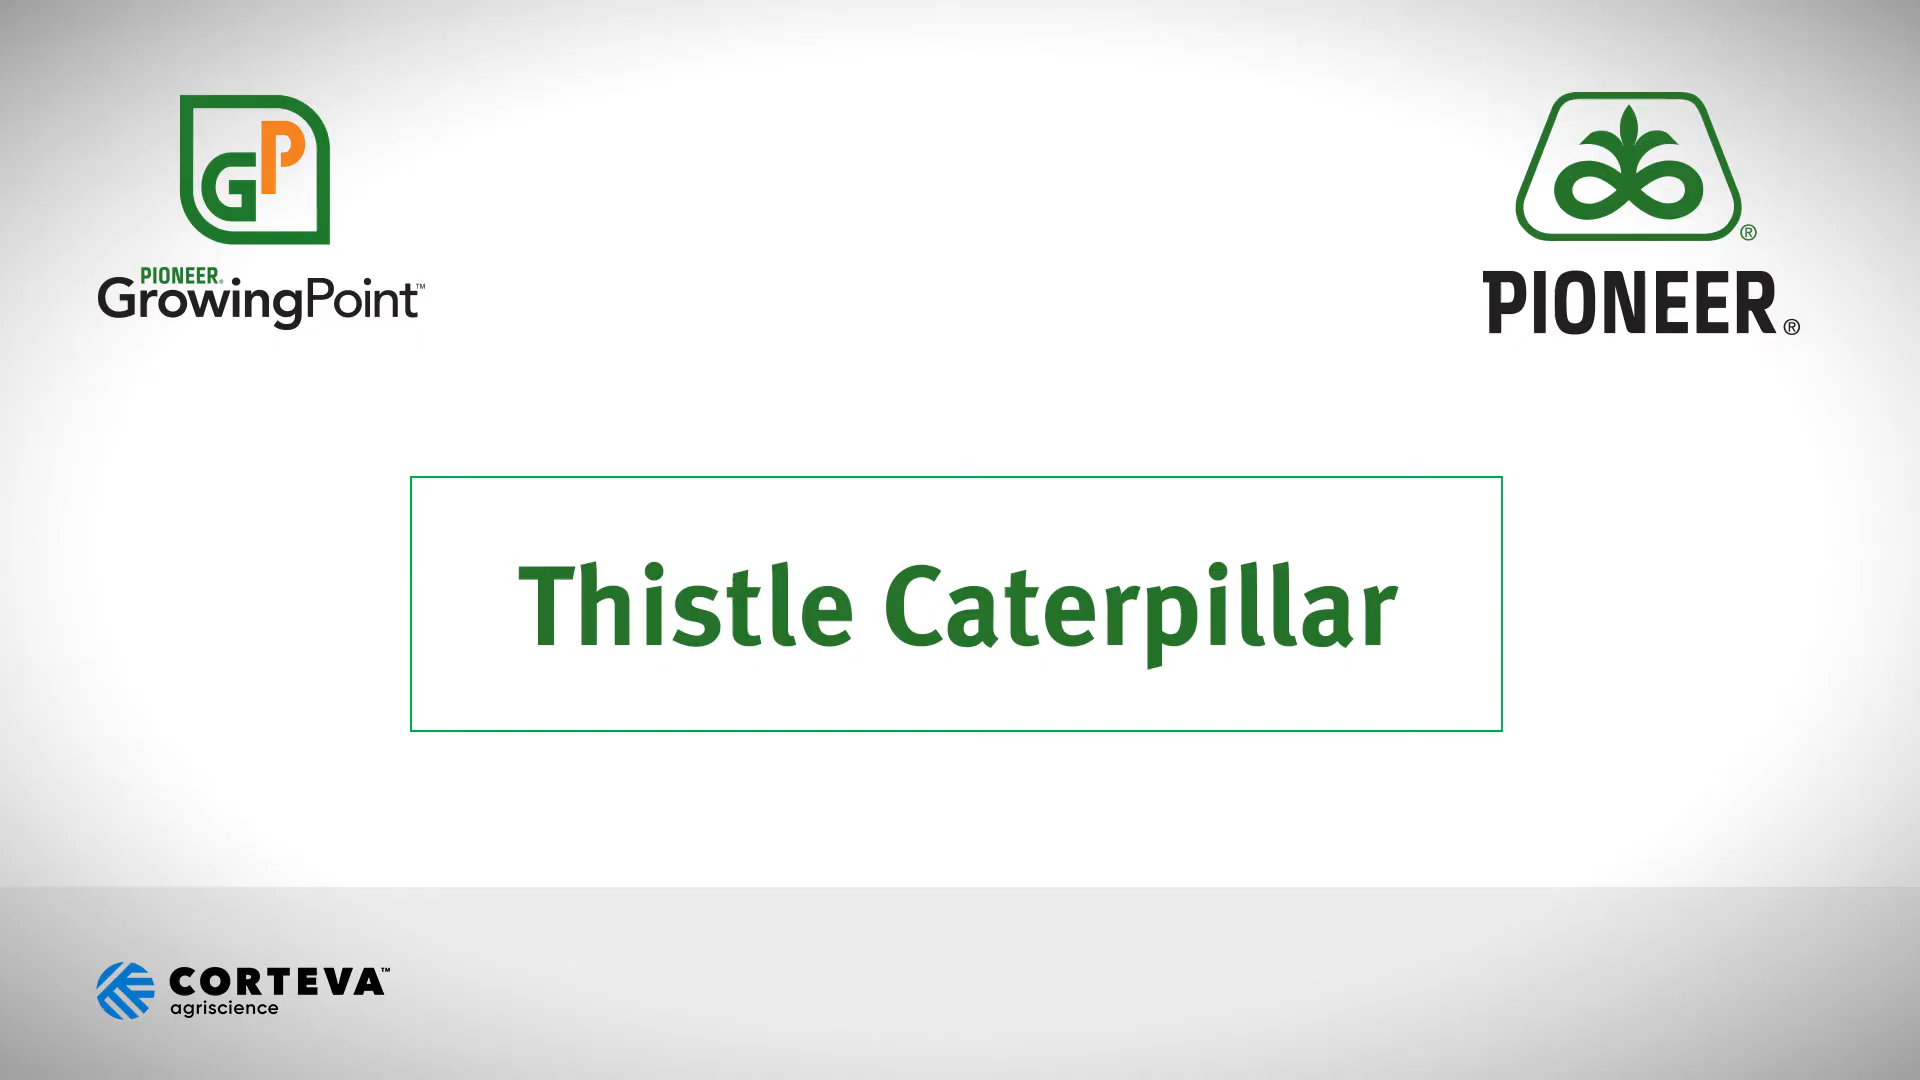 GP
PIONEER®
GrowingPoint™
®
PIONEER®
Thistle Caterpillar
CORTEVA™
agriscience